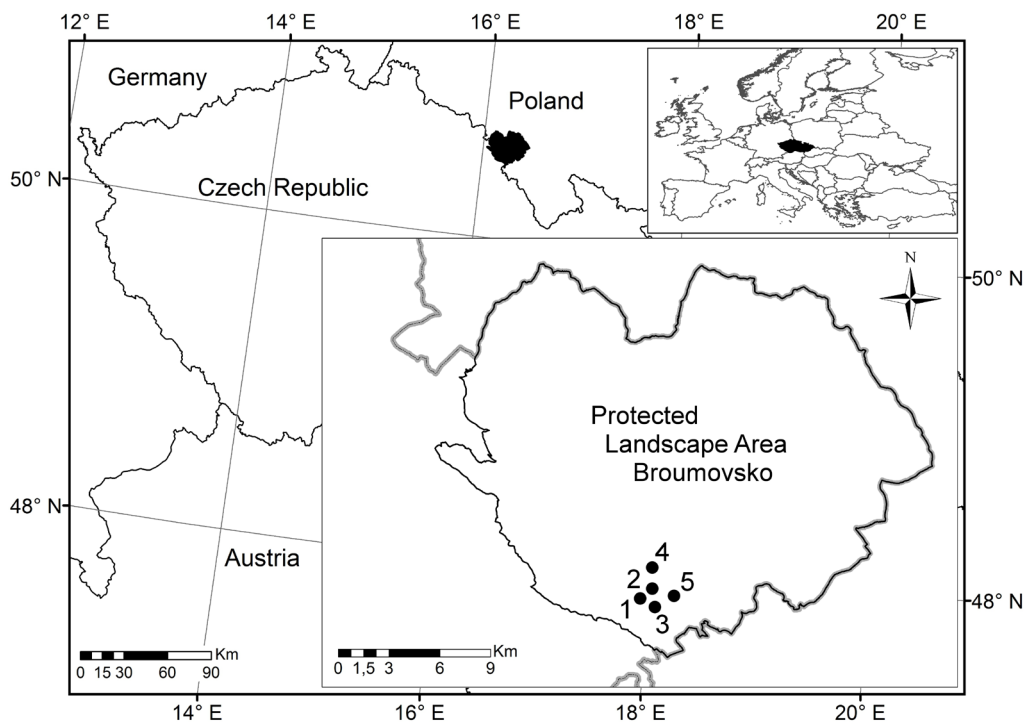 12° E
14° E
16° E
18° E
20° E
Germany
Poland
50° N
Czech Republic
N
50° N
Protected
Landscape Area
Broumovsko
48° N
Austria
4
2
5
1
3
48° N
Km
0 15 30 60 90
Km
0 1,5 3 6 9
14° E
16° E
18° E
20° E